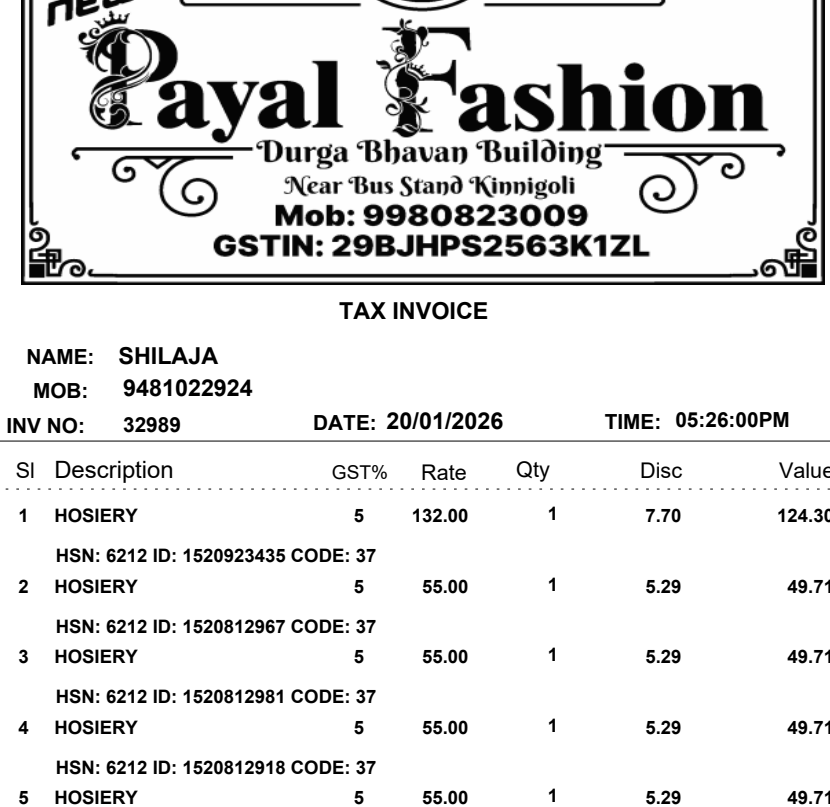 new
Payal Fashion
Durga Bhavan Building
Near Bus Stand Kinnigoli
Mob: 9980823009
GSTIN: 29BJHPS2563K1ZL
TAX INVOICE
NAME: SHILAJA
MOB: 9481022924
INV NO: 32989 DATE: 20/01/2026 TIME: 05:26:00PM
Sl Description GST% Rate Qty Disc Value
1 HOSIERY 5 132.00 1 7.70 124.30
HSN: 6212 ID: 1520923435 CODE: 37
2 HOSIERY 5 55.00 1 5.29 49.71
HSN: 6212 ID: 1520812967 CODE: 37
3 HOSIERY 5 55.00 1 5.29 49.71
HSN: 6212 ID: 1520812981 CODE: 37
4 HOSIERY 5 55.00 1 5.29 49.71
HSN: 6212 ID: 1520812918 CODE: 37
5 HOSIERY 5 55.00 1 5.29 49.71